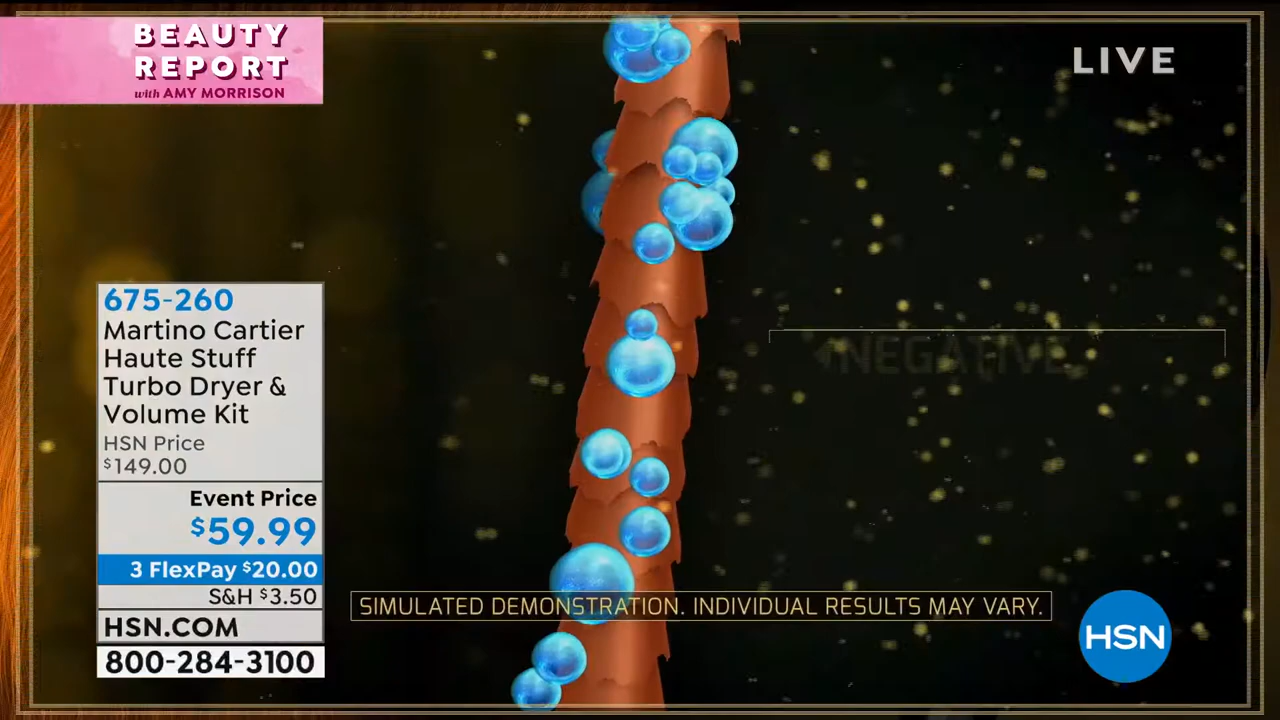 BEAUTY
REPORT
with AMY MORRISON
LIVE
675-260
Martino Cartier
Haute Stuff
Turbo Dryer &
Volume Kit
HSN Price
$149.00
Event Price
$59.99
3 FlexPay $20.00
S&H $3.50
HSN.COM
800-284-3100
NEGATIVE
SIMULATED DEMONSTRATION. INDIVIDUAL RESULTS MAY VARY.
HSN